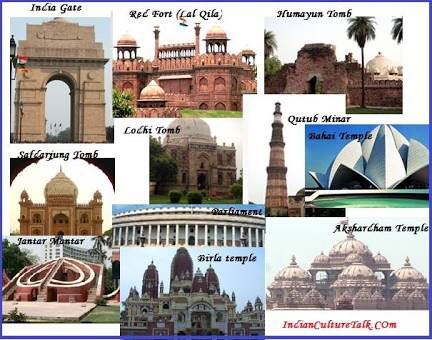 India Gate
Red Fort (Lal Qila)
Humayun Tomb
Lodhi Tomb
Qutub Minar
Bahai Temple
Safdarjung Tomb
Parliament
Jantar Mantar
Birla temple
Akshardham Temple
IndianCultureTalk.COm